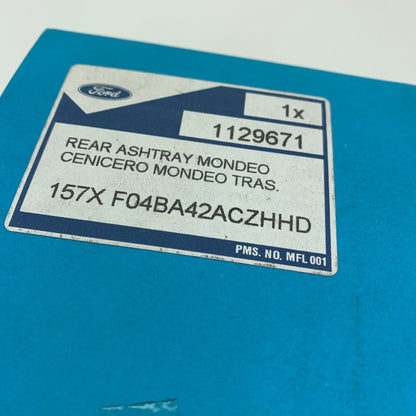 Ford
1x
1129671
REAR ASHTRAY MONDEO
CENICERO MONDEO TRAS.
157X F04BA42ACZHHD
PMS. NO. MFL 001